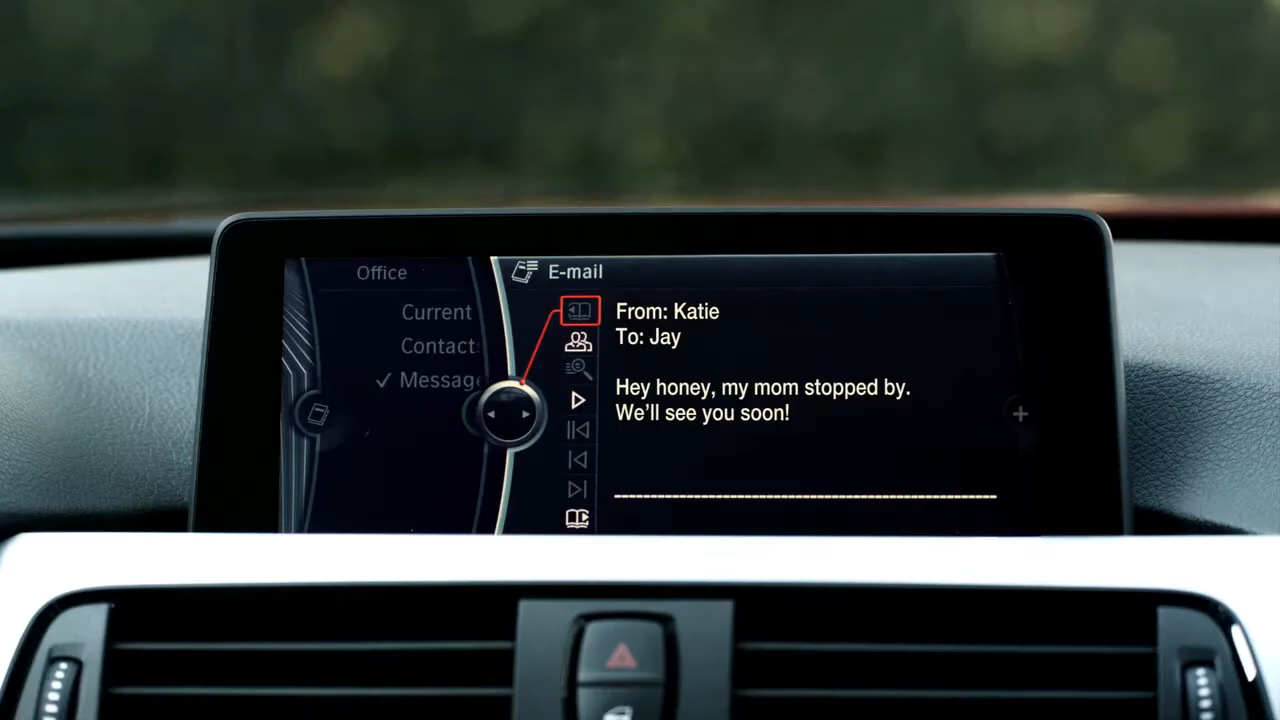 Office
E-mail
Current
Contact
Messag
From: Katie
To: Jay
Hey honey, my mom stopped by.
We'll see you soon!